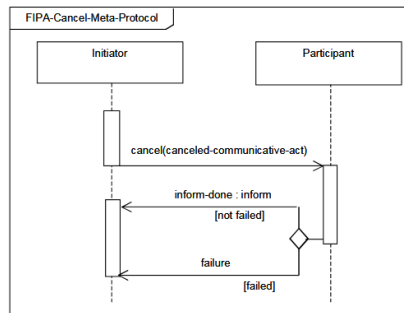 FIPA-Cancel-Meta-Protocol
Initiator
Participant
cancel(canceled-communicative-act)
inform-done : inform
[not failed]
failure
[failed]